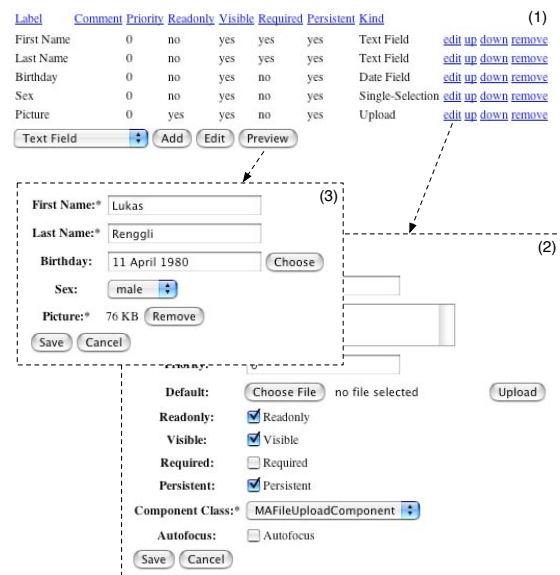 Label Comment Priority Readonly Visible Required Persistent Kind (1)
First Name 0 no yes yes yes Text Field edit up down remove
Last Name 0 no yes yes yes Text Field edit up down remove
Birthday 0 no yes no yes Date Field edit up down remove
Sex 0 no yes no yes Single-Selection edit up down remove
Picture 0 yes yes no yes Upload edit up down remove
Text Field Add Edit Preview
(3)
First Name:* Lukas
Last Name:* Renggli
Birthday: 11 April 1980 Choose
Sex: male
Picture:* 76 KB Remove
Save Cancel
(2)
Priority:
Default: Choose File no file selected Upload
Readonly: Readonly
Visible: Visible
Required: Required
Persistent: Persistent
Component Class:* MAFileUploadComponent
Autofocus: Autofocus
Save Cancel